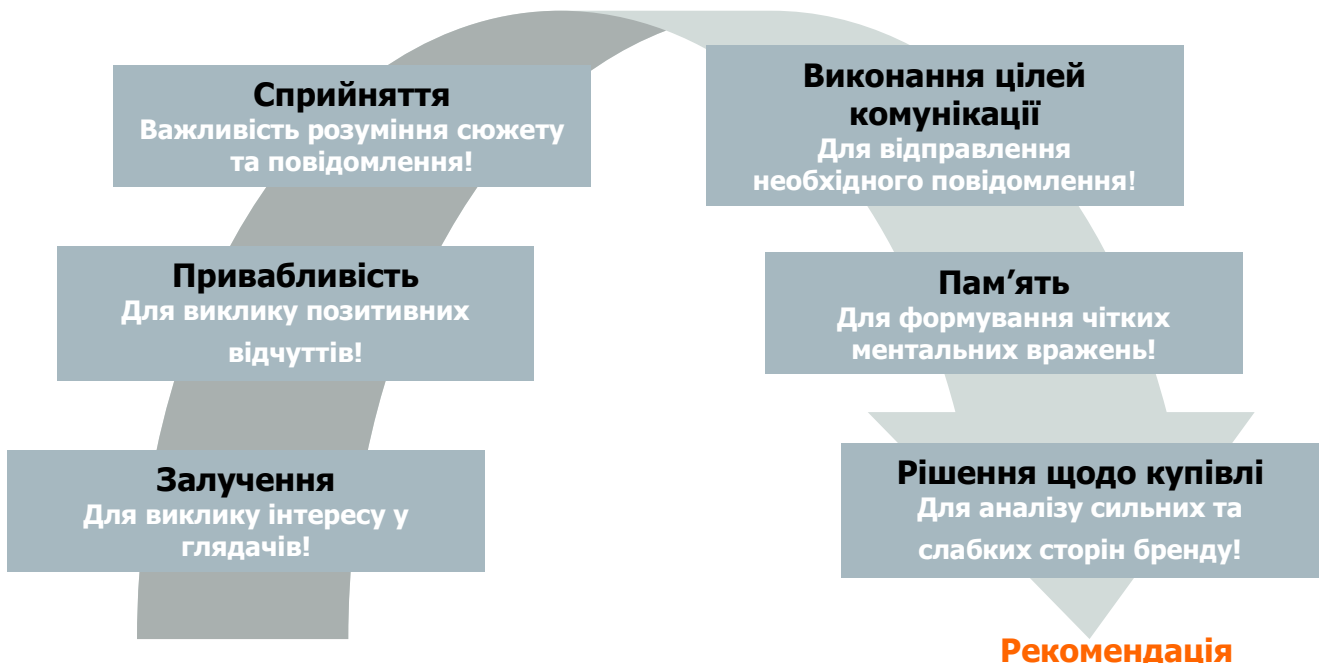 Сприйняття
Важливість розуміння сюжету
та повідомлення!
Привабливість
Для виклику позитивних
відчуттів!
Залучення
Для виклику інтересу у
глядачів!
Виконання цілей
комунікації
Для відправлення
необхідного повідомлення!
Пам’ять
Для формування чітких
ментальних вражень!
Рішення щодо купівлі
Для аналізу сильних та
слабких сторін бренду!
Рекомендація